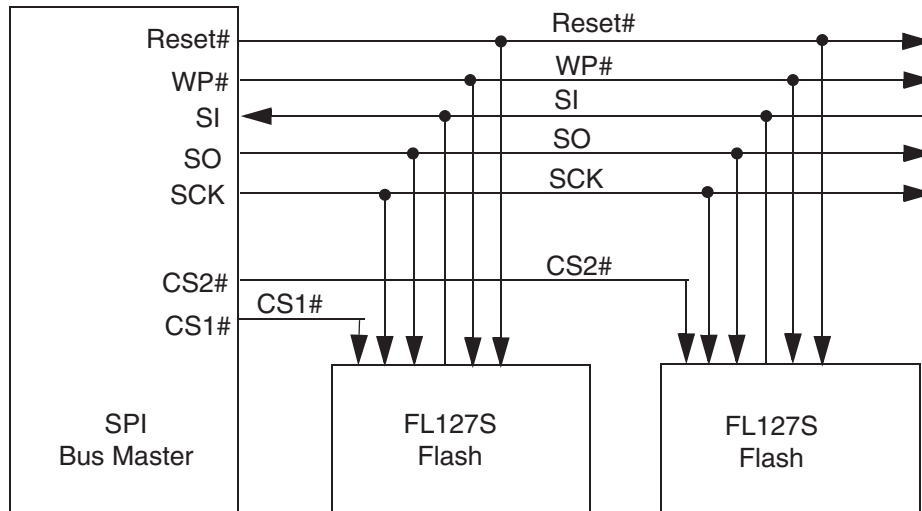 Reset#
Reset#
WP#
WP#
SI
SI
SO
SO
SCK
SCK
CS2#
CS2#
CS1#
CS1#
SPI
Bus Master
FL127S
Flash
FL127S
Flash